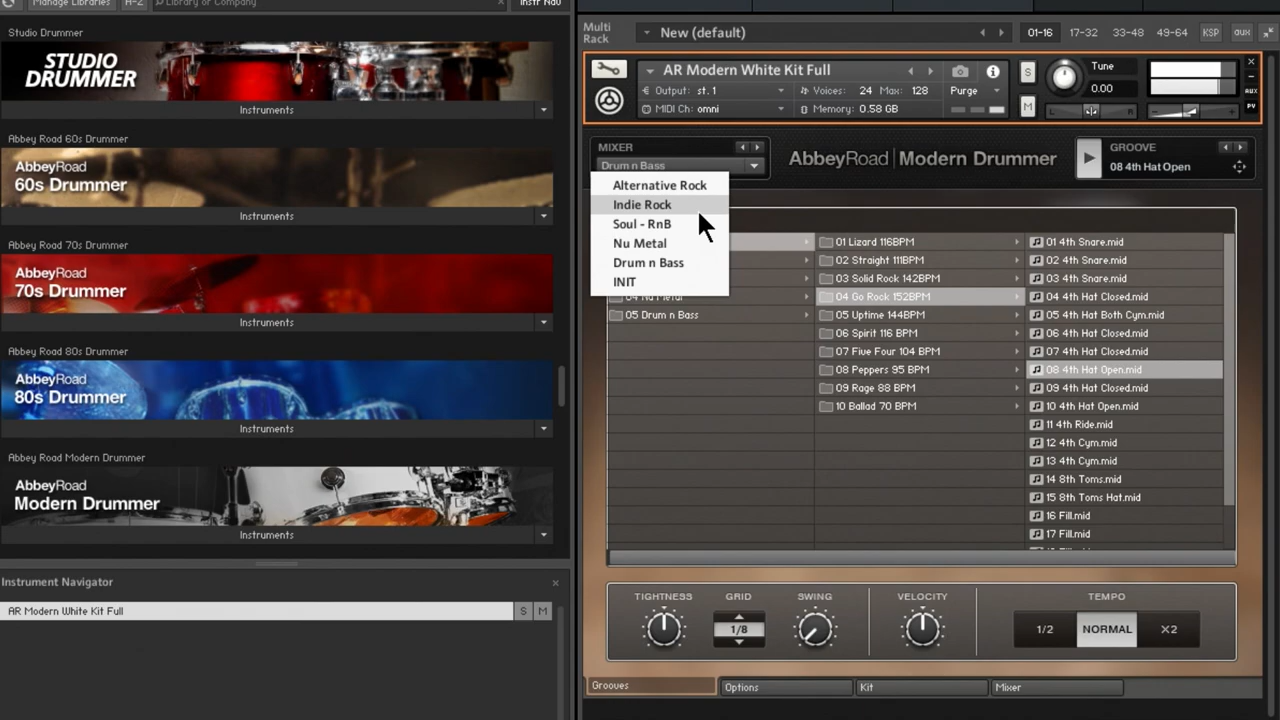 Manage Libraries A-Z Library or Company Instr Nav
Studio Drummer
STUDIO
DRUMMER
Instruments
Abbey Road 60s Drummer
AbbeyRoad
60s Drummer
Instruments
Abbey Road 70s Drummer
AbbeyRoad
70s Drummer
Instruments
Abbey Road 80s Drummer
AbbeyRoad
80s Drummer
Instruments
Abbey Road Modern Drummer
AbbeyRoad
Modern Drummer
Instruments
Instrument Navigator
AR Modern White Kit Full S M
Multi
Rack
New (default)
01-16 17-32 33-48 49-64 KSP aux
AR Modern White Kit Full
Output: st. 1 Voices: 24 Max: 128 Purge
MIDI Ch: omni Memory: 0.58 GB
S
M
Tune
0.00
L R
AUX
PV
MIXER
Drum n Bass
AbbeyRoad | Modern Drummer
GROOVE
08 4th Hat Open
Alternative Rock
Indie Rock
Soul - RnB
Nu Metal
Drum n Bass
INIT
04 Nu Metal
05 Drum n Bass
01 Lizard 116BPM
02 Straight 111BPM
03 Solid Rock 142BPM
04 Go Rock 152BPM
05 Uptime 144BPM
06 Spirit 116 BPM
07 Five Four 104 BPM
08 Peppers 95 BPM
09 Rage 88 BPM
10 Ballad 70 BPM
01 4th Snare.mid
02 4th Snare.mid
03 4th Snare.mid
04 4th Hat Closed.mid
05 4th Hat Both Cym.mid
06 4th Hat Closed.mid
07 4th Hat Closed.mid
08 4th Hat Open.mid
09 4th Hat Closed.mid
10 4th Hat Open.mid
11 4th Ride.mid
12 4th Cym.mid
13 4th Cym.mid
14 8th Toms.mid
15 8th Toms Hat.mid
16 Fill.mid
17 Fill.mid
TIGHTNESS GRID SWING VELOCITY TEMPO
1/8 1/2 NORMAL X2
Grooves Options Kit Mixer